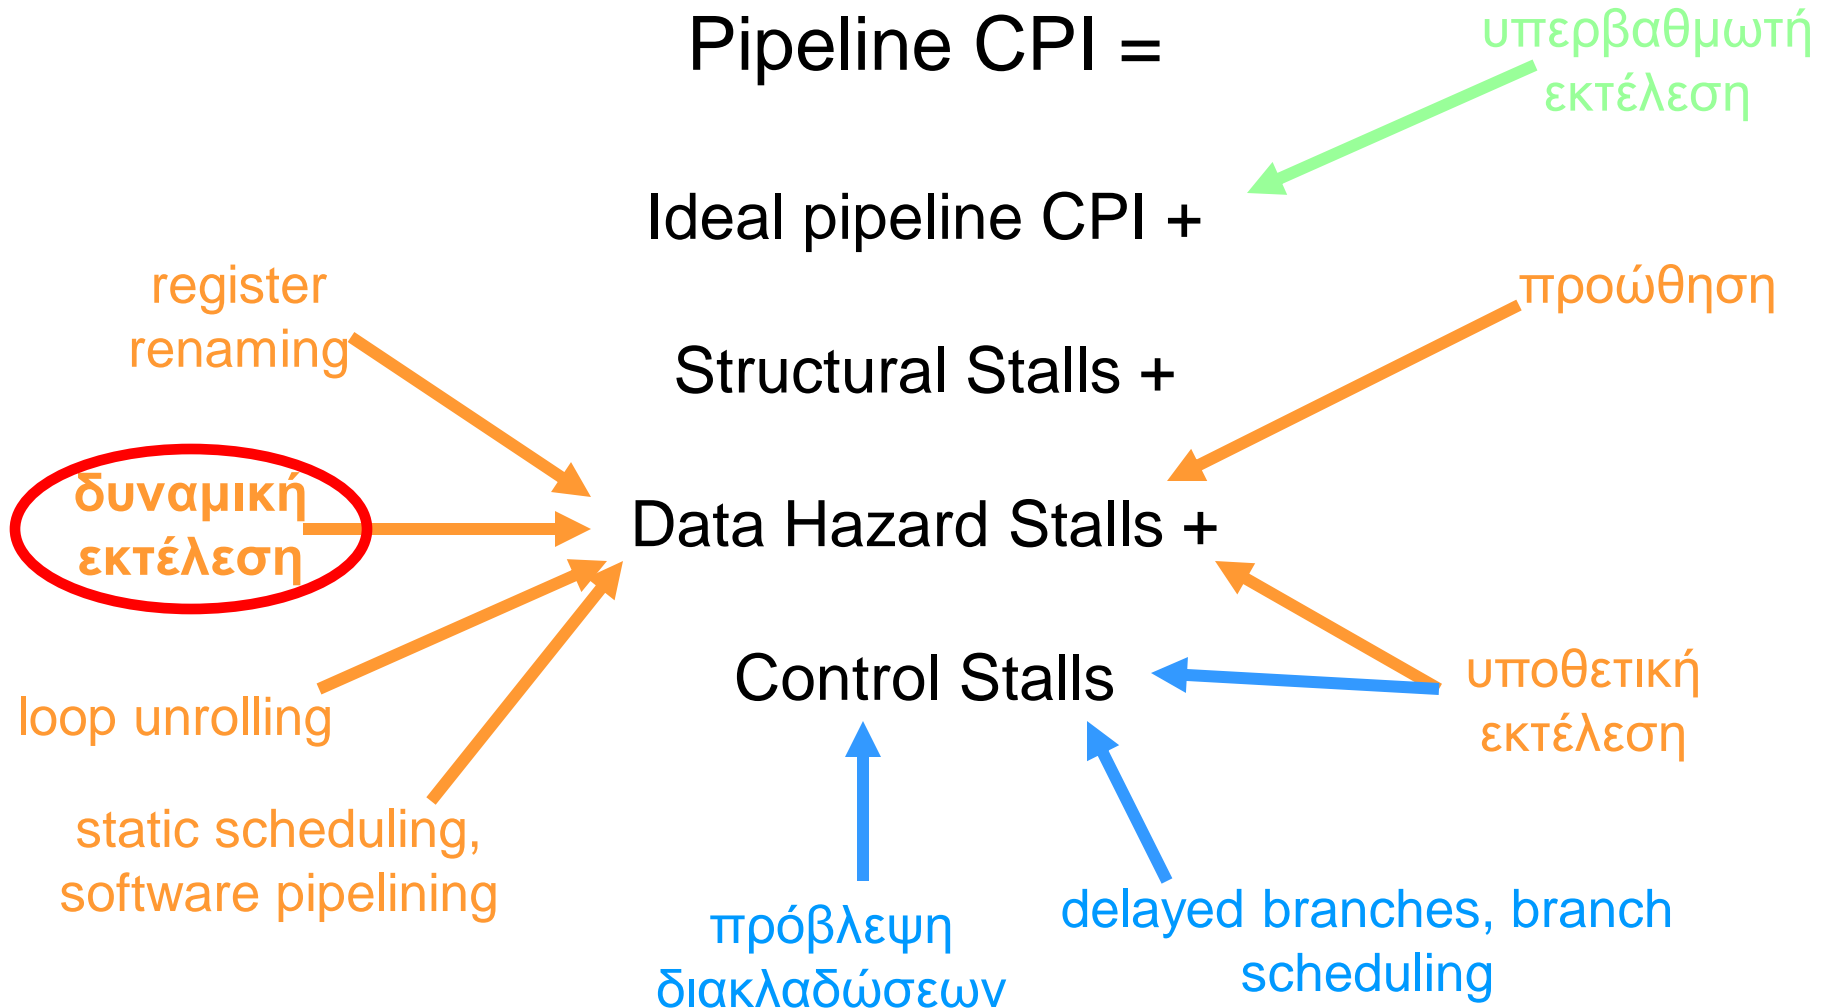 Pipeline CPI =
υπερβαθμωτή
εκτέλεση
Ideal pipeline CPI +
register
renaming
προώθηση
Structural Stalls +
δυναμική
εκτέλεση
Data Hazard Stalls +
loop unrolling
Control Stalls
υποθετική
εκτέλεση
static scheduling,
software pipelining
πρόβλεψη
διακλαδώσεων
delayed branches, branch
scheduling